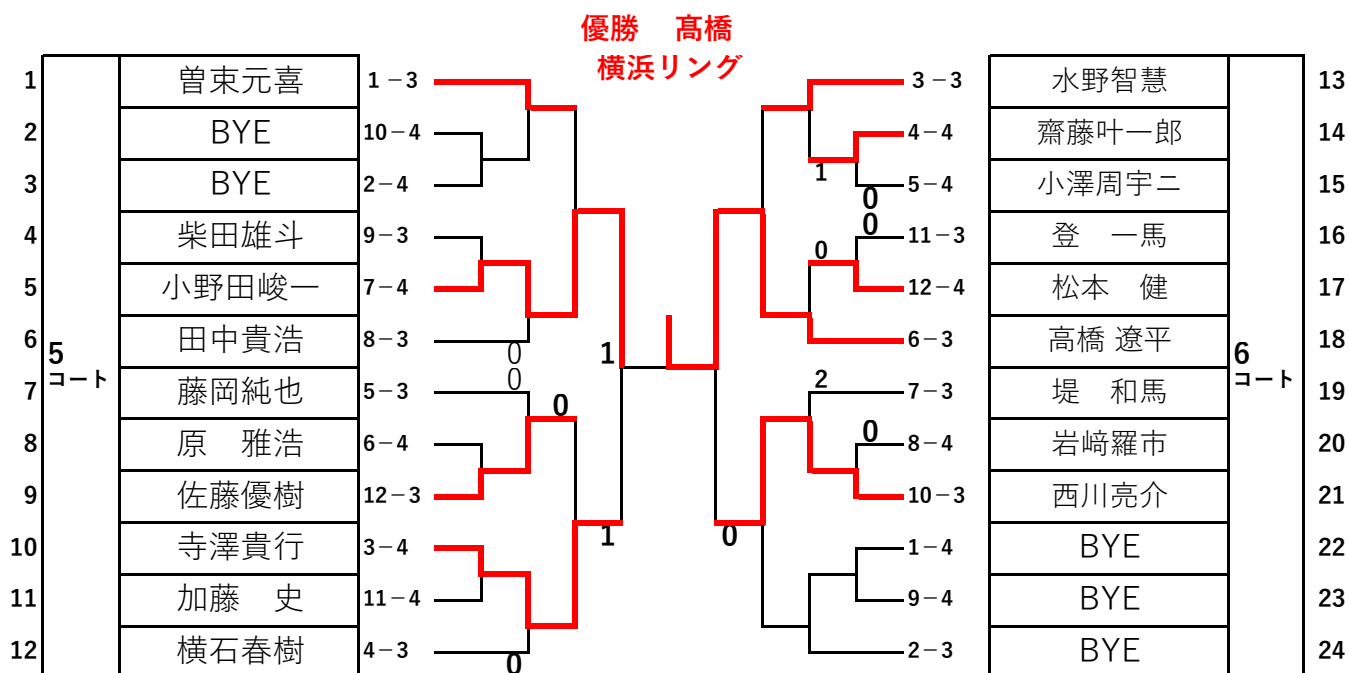 優勝　髙橋
横浜リング
1 曽束元喜 1－3 3－3 水野智慧 13
2 BYE 10－4 4－4 齋藤叶一郎 14
3 BYE 2－4 1 5－4 小澤周宇二 15
0
4 柴田雄斗 9－3 0 0 11－3 登　一馬 16
5 小野田峻一 7－4 12－4 松本　健 17
6 田中貴浩 8－3 6－3 高橋 遼平 18
5 0 1 6
コート 0 コート
7 藤岡純也 5－3 0 2 7－3 堤　和馬 19
8 原　雅浩 6－4 0 8－4 岩﨑羅市 20
9 佐藤優樹 12－3 10－3 西川亮介 21
1 0
10 寺澤貴行 3－4 1－4 BYE 22
11 加藤　史 11－4 9－4 BYE 23
12 横石春樹 4－3 0 2－3 BYE 24